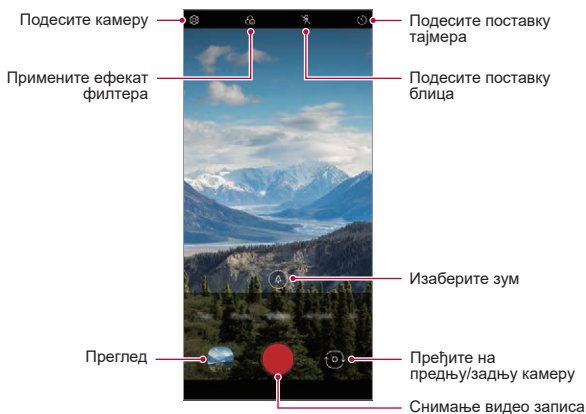 Подесите камеру
Примените ефекат
филтера
Преглед
Подесите поставку
тајмера
Подесите поставку
блица
Изаберите зум
Пређите на
предњу/задњу камеру
Снимање видео записа